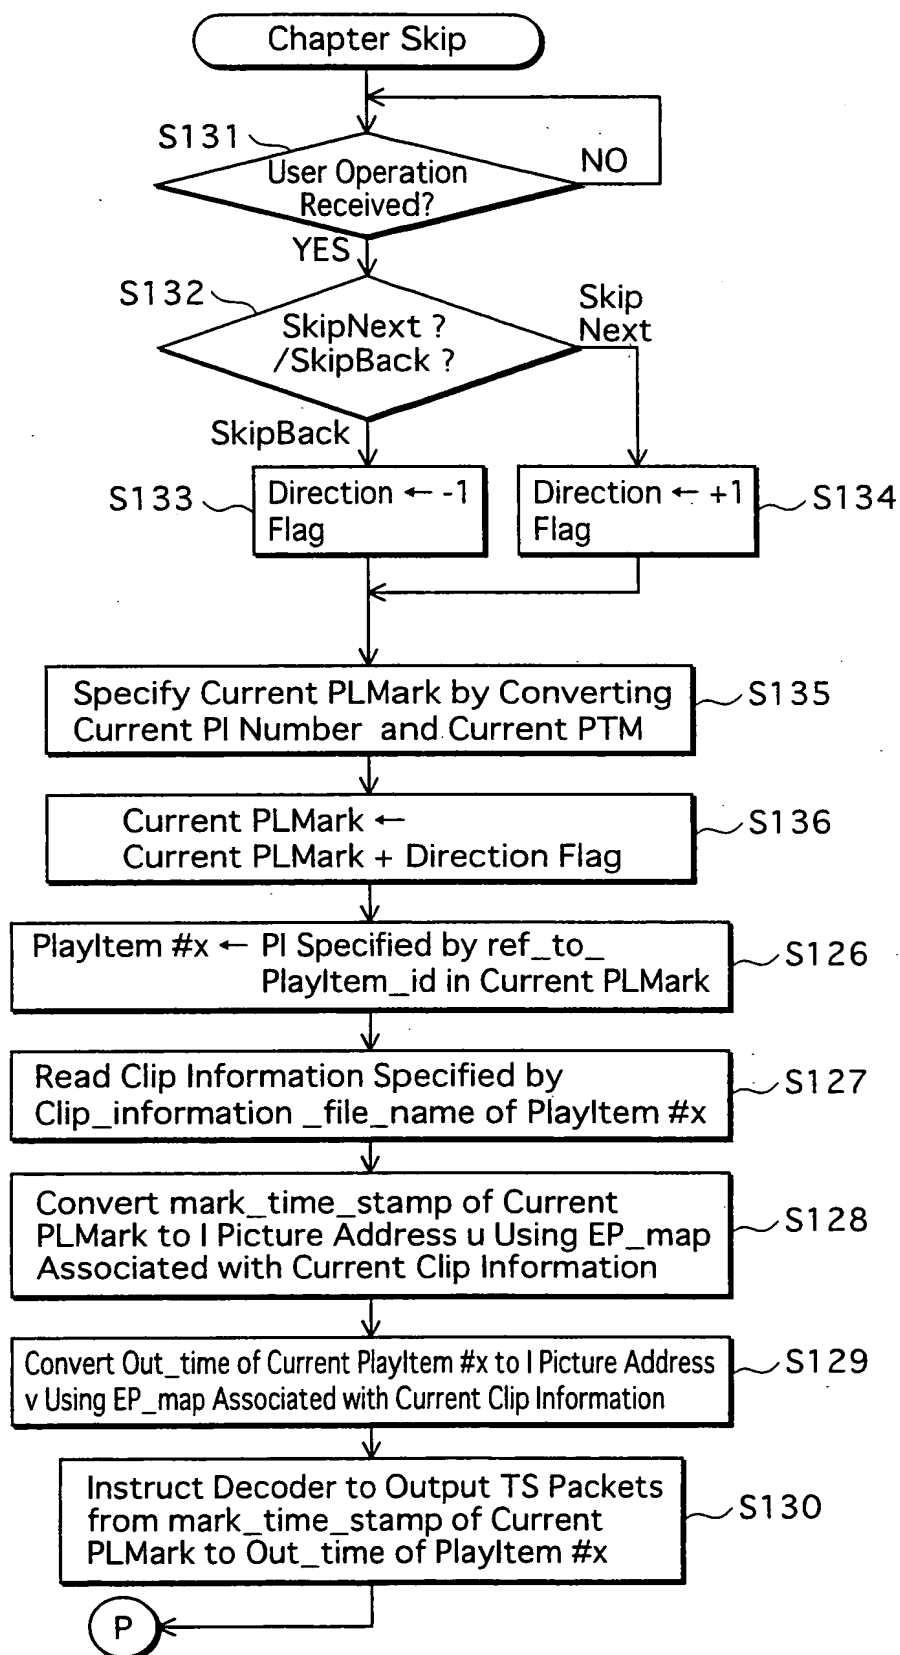 Chapter Skip
S131
User Operation
Received?
NO
YES
S132
SkipNext ?
/SkipBack ?
Skip
Next
SkipBack
S133
Direction ← -1
Flag
Direction ← +1
Flag
S134
Specify Current PLMark by Converting
Current PI Number and Current PTM
S135
Current PLMark ←
Current PLMark + Direction Flag
S136
PlayItem #x ← PI Specified by ref_to_
PlayItem_id in Current PLMark
S126
Read Clip Information Specified by
Clip_information _file_name of PlayItem #x
S127
Convert mark_time_stamp of Current
PLMark to I Picture Address u Using EP_map
Associated with Current Clip Information
S128
Convert Out_time of Current PlayItem #x to I Picture Address
v Using EP_map Associated with Current Clip Information
S129
Instruct Decoder to Output TS Packets
from mark_time_stamp of Current
PLMark to Out_time of PlayItem #x
S130
P